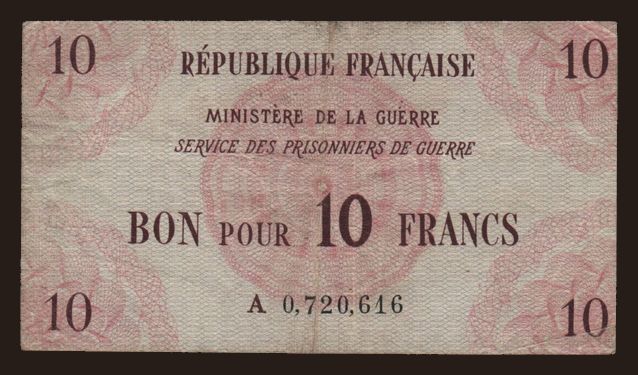 10 RÉPUBLIQUE FRANÇAISE 10
MINISTÈRE DE LA GUERRE
SERVICE DES PRISONNIERS DE GUERRE
BON POUR 10 FRANCS
10 A 0,720,616 10